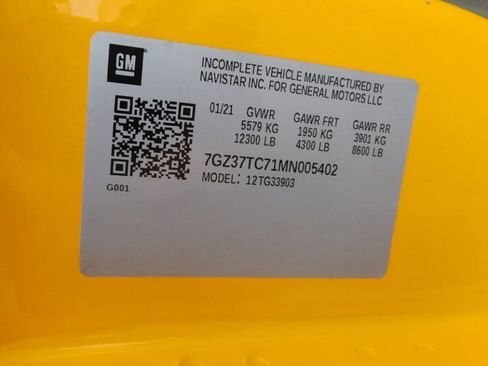 GM
INCOMPLETE VEHICLE MANUFACTURED BY
NAVISTAR INC. FOR GENERAL MOTORS LLC
01/21 GVWR GAWR FRT GAWR RR
5579 KG 1950 KG 3901 KG
12300 LB 4300 LB 8600 LB
7GZ37TC71MN005402
MODEL: 12TG33903
G001